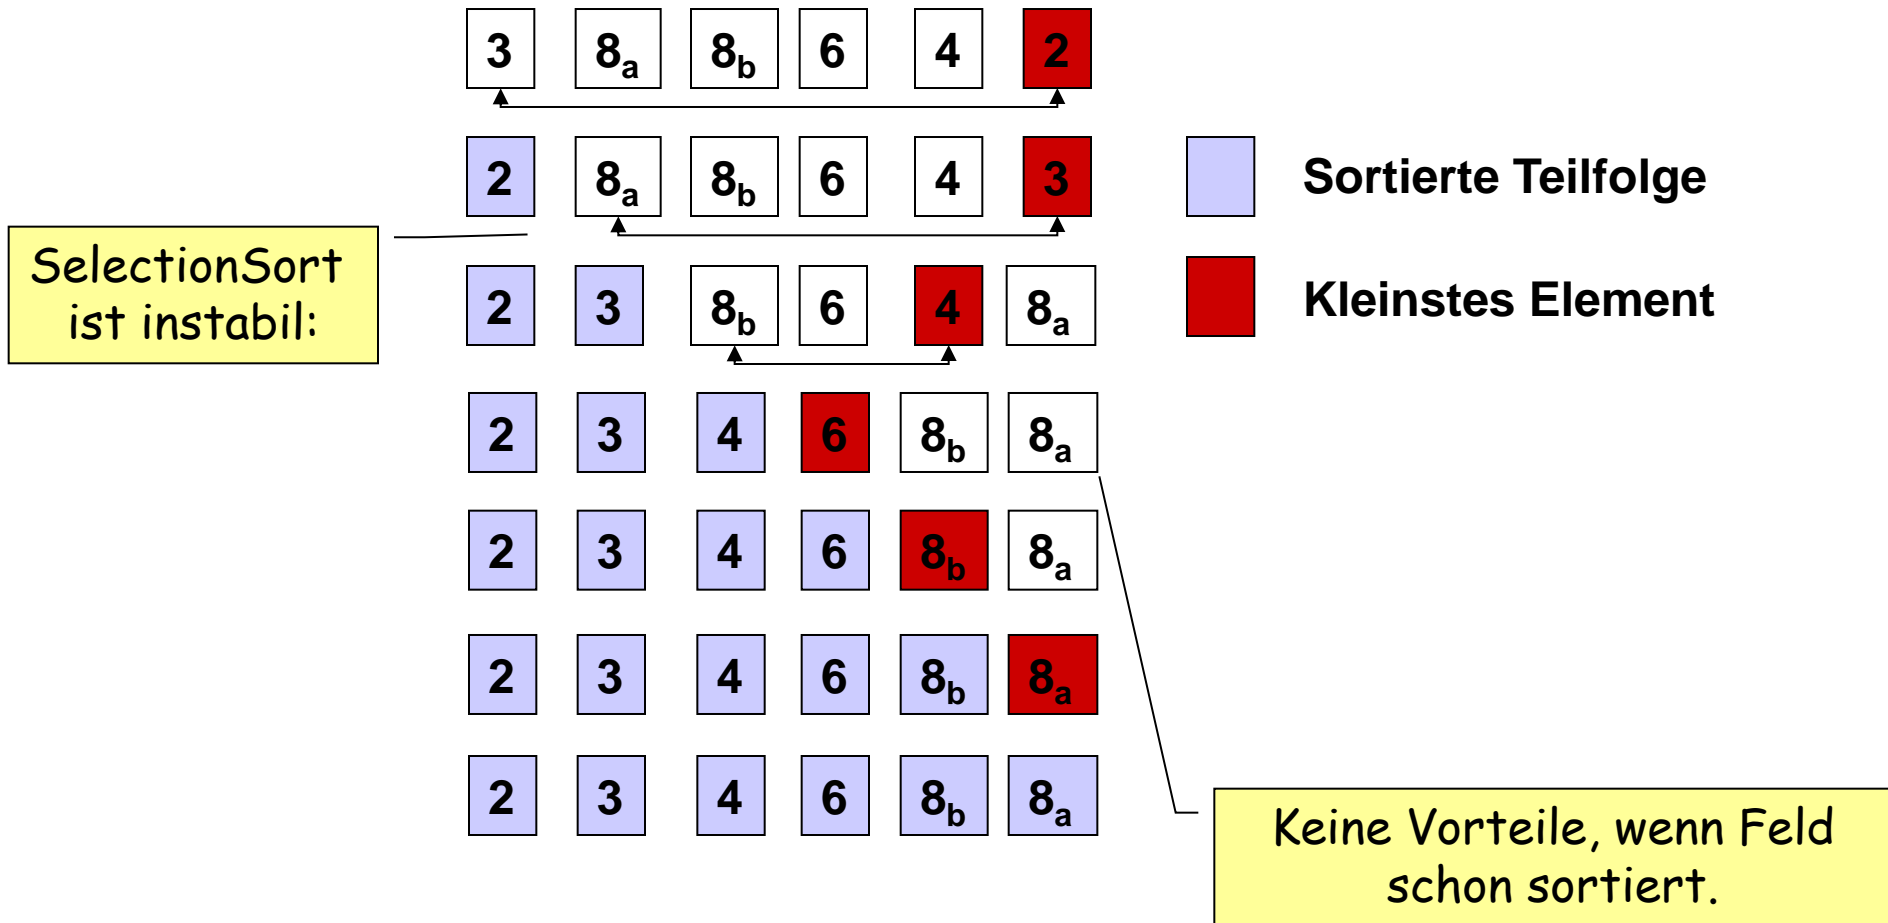 3 8a 8b 6 4 2
2 8a 8b 6 4 3
Sortierte Teilfolge
SelectionSort
ist instabil:
2 3 8b 6 4 8a
Kleinstes Element
2 3 4 6 8b 8a
2 3 4 6 8b 8a
2 3 4 6 8b 8a
2 3 4 6 8b 8a
Keine Vorteile, wenn Feld
schon sortiert.